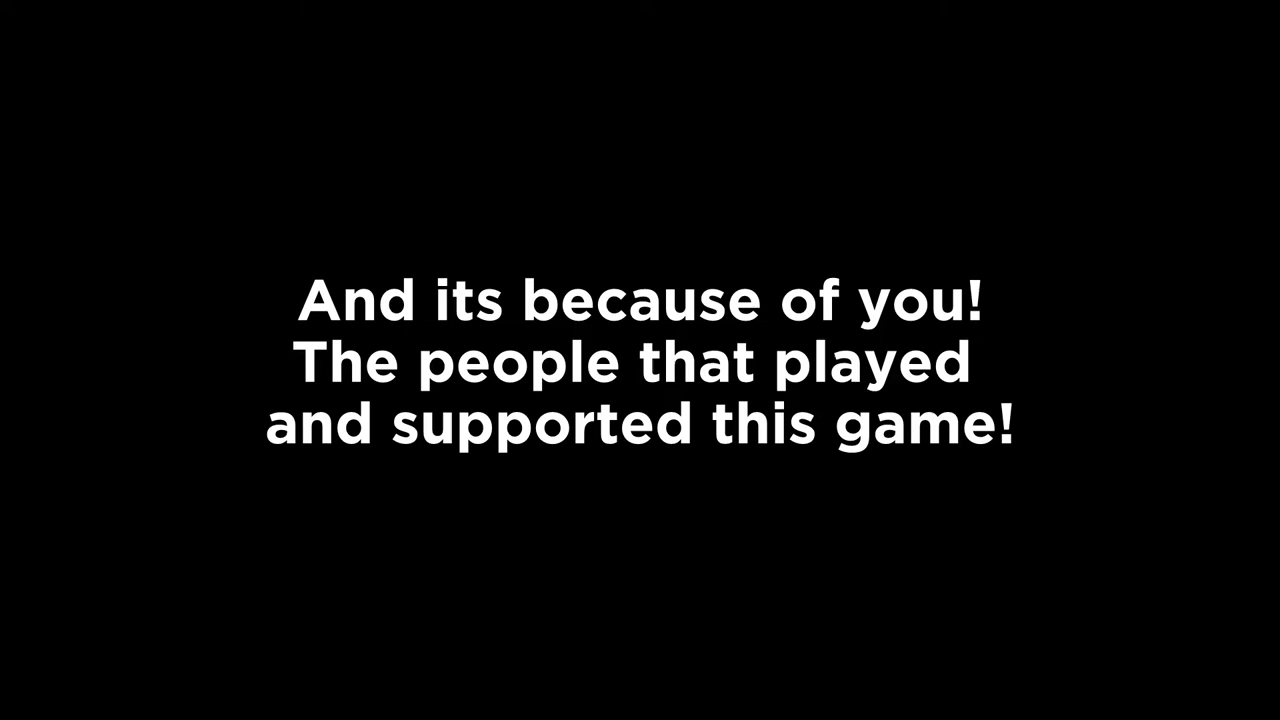 And its because of you!
The people that played
and supported this game!